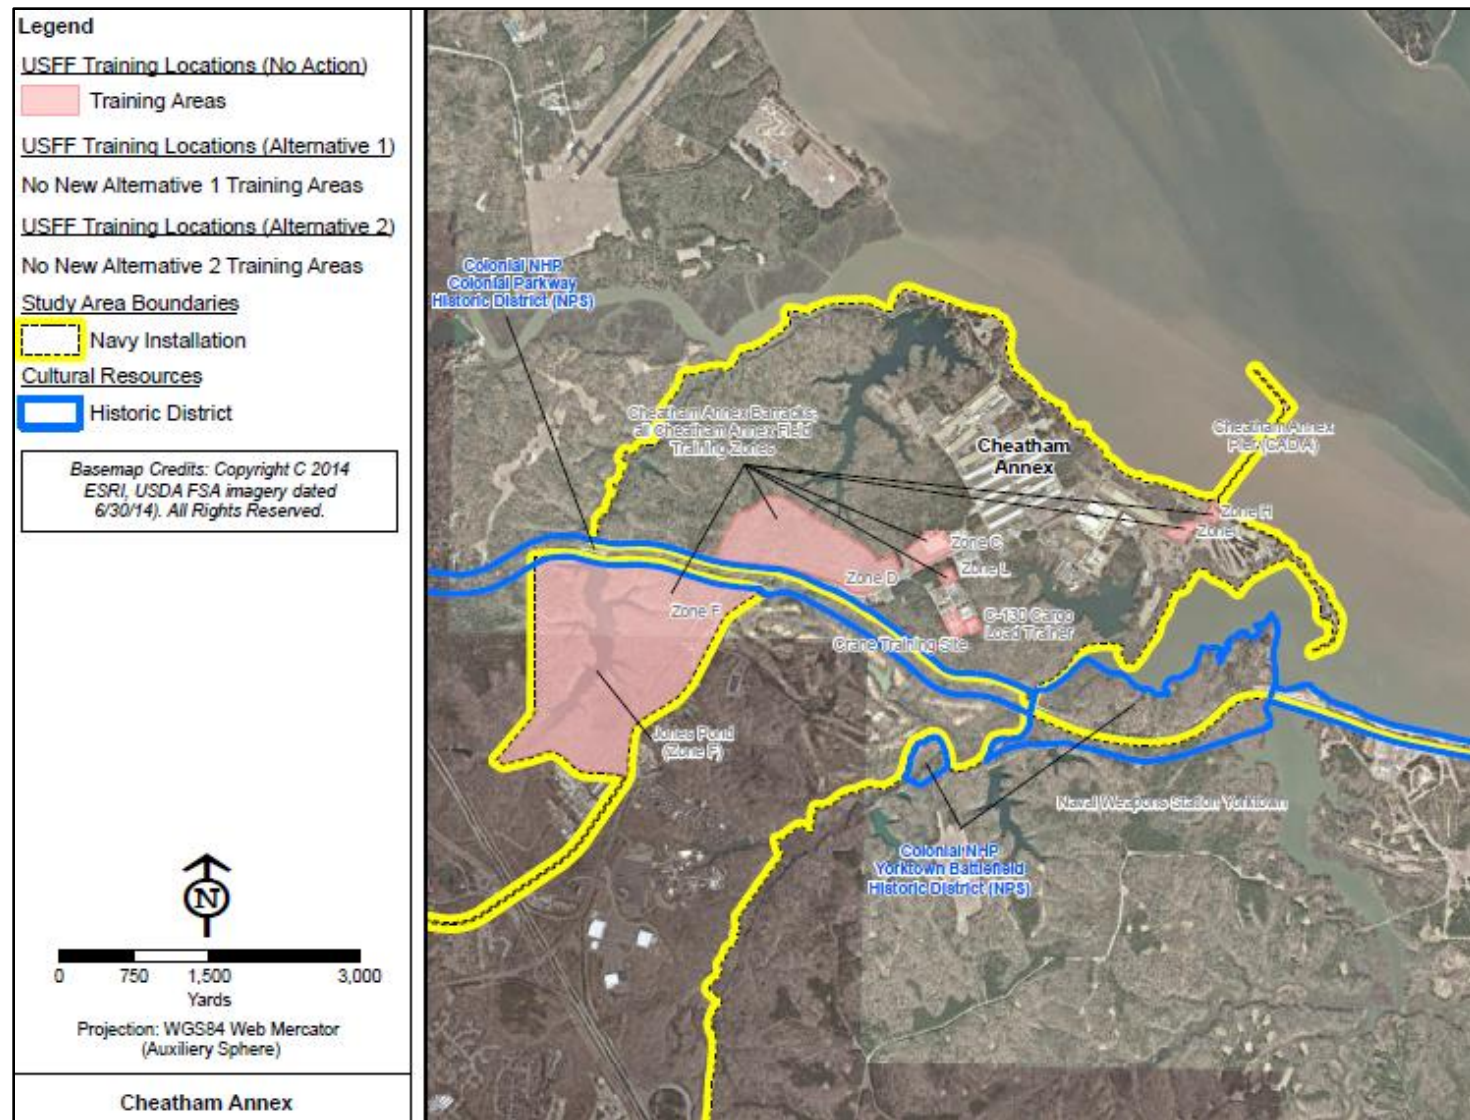 Legend
USFF Training Locations (No Action)
Training Areas
USFF Training Locations (Alternative 1)
No New Alternative 1 Training Areas
USFF Training Locations (Alternative 2)
No New Alternative 2 Training Areas
Study Area Boundaries
Navy Installation
Cultural Resources
Historic District
Basemap Credits: Copyright C 2014
ESRI, USDA FSA imagery dated
6/30/14). All Rights Reserved.
N
0 750 1,500 3,000
Yards
Projection: WGS84 Web Mercator
(Auxiliery Sphere)
Cheatham Annex
Colonial NHP
Colonial Parkway
Historic District (NPS)
Cheatham Annex Barracks-
all Cheatham Annex Field
Training Zones
Cheatham
Annex
Cheatham Annex
Pier (CAD A)
Zone H
Zone I
Zone C
Zone L
Zone D
Zone F
C-130 Cargo
Load Trainer
Crane Training Site
Jones Pond
(Zone F)
Naval Weapons Station Yorktown
Colonial NHP
Yorktown Battlefield
Historic District (NPS)